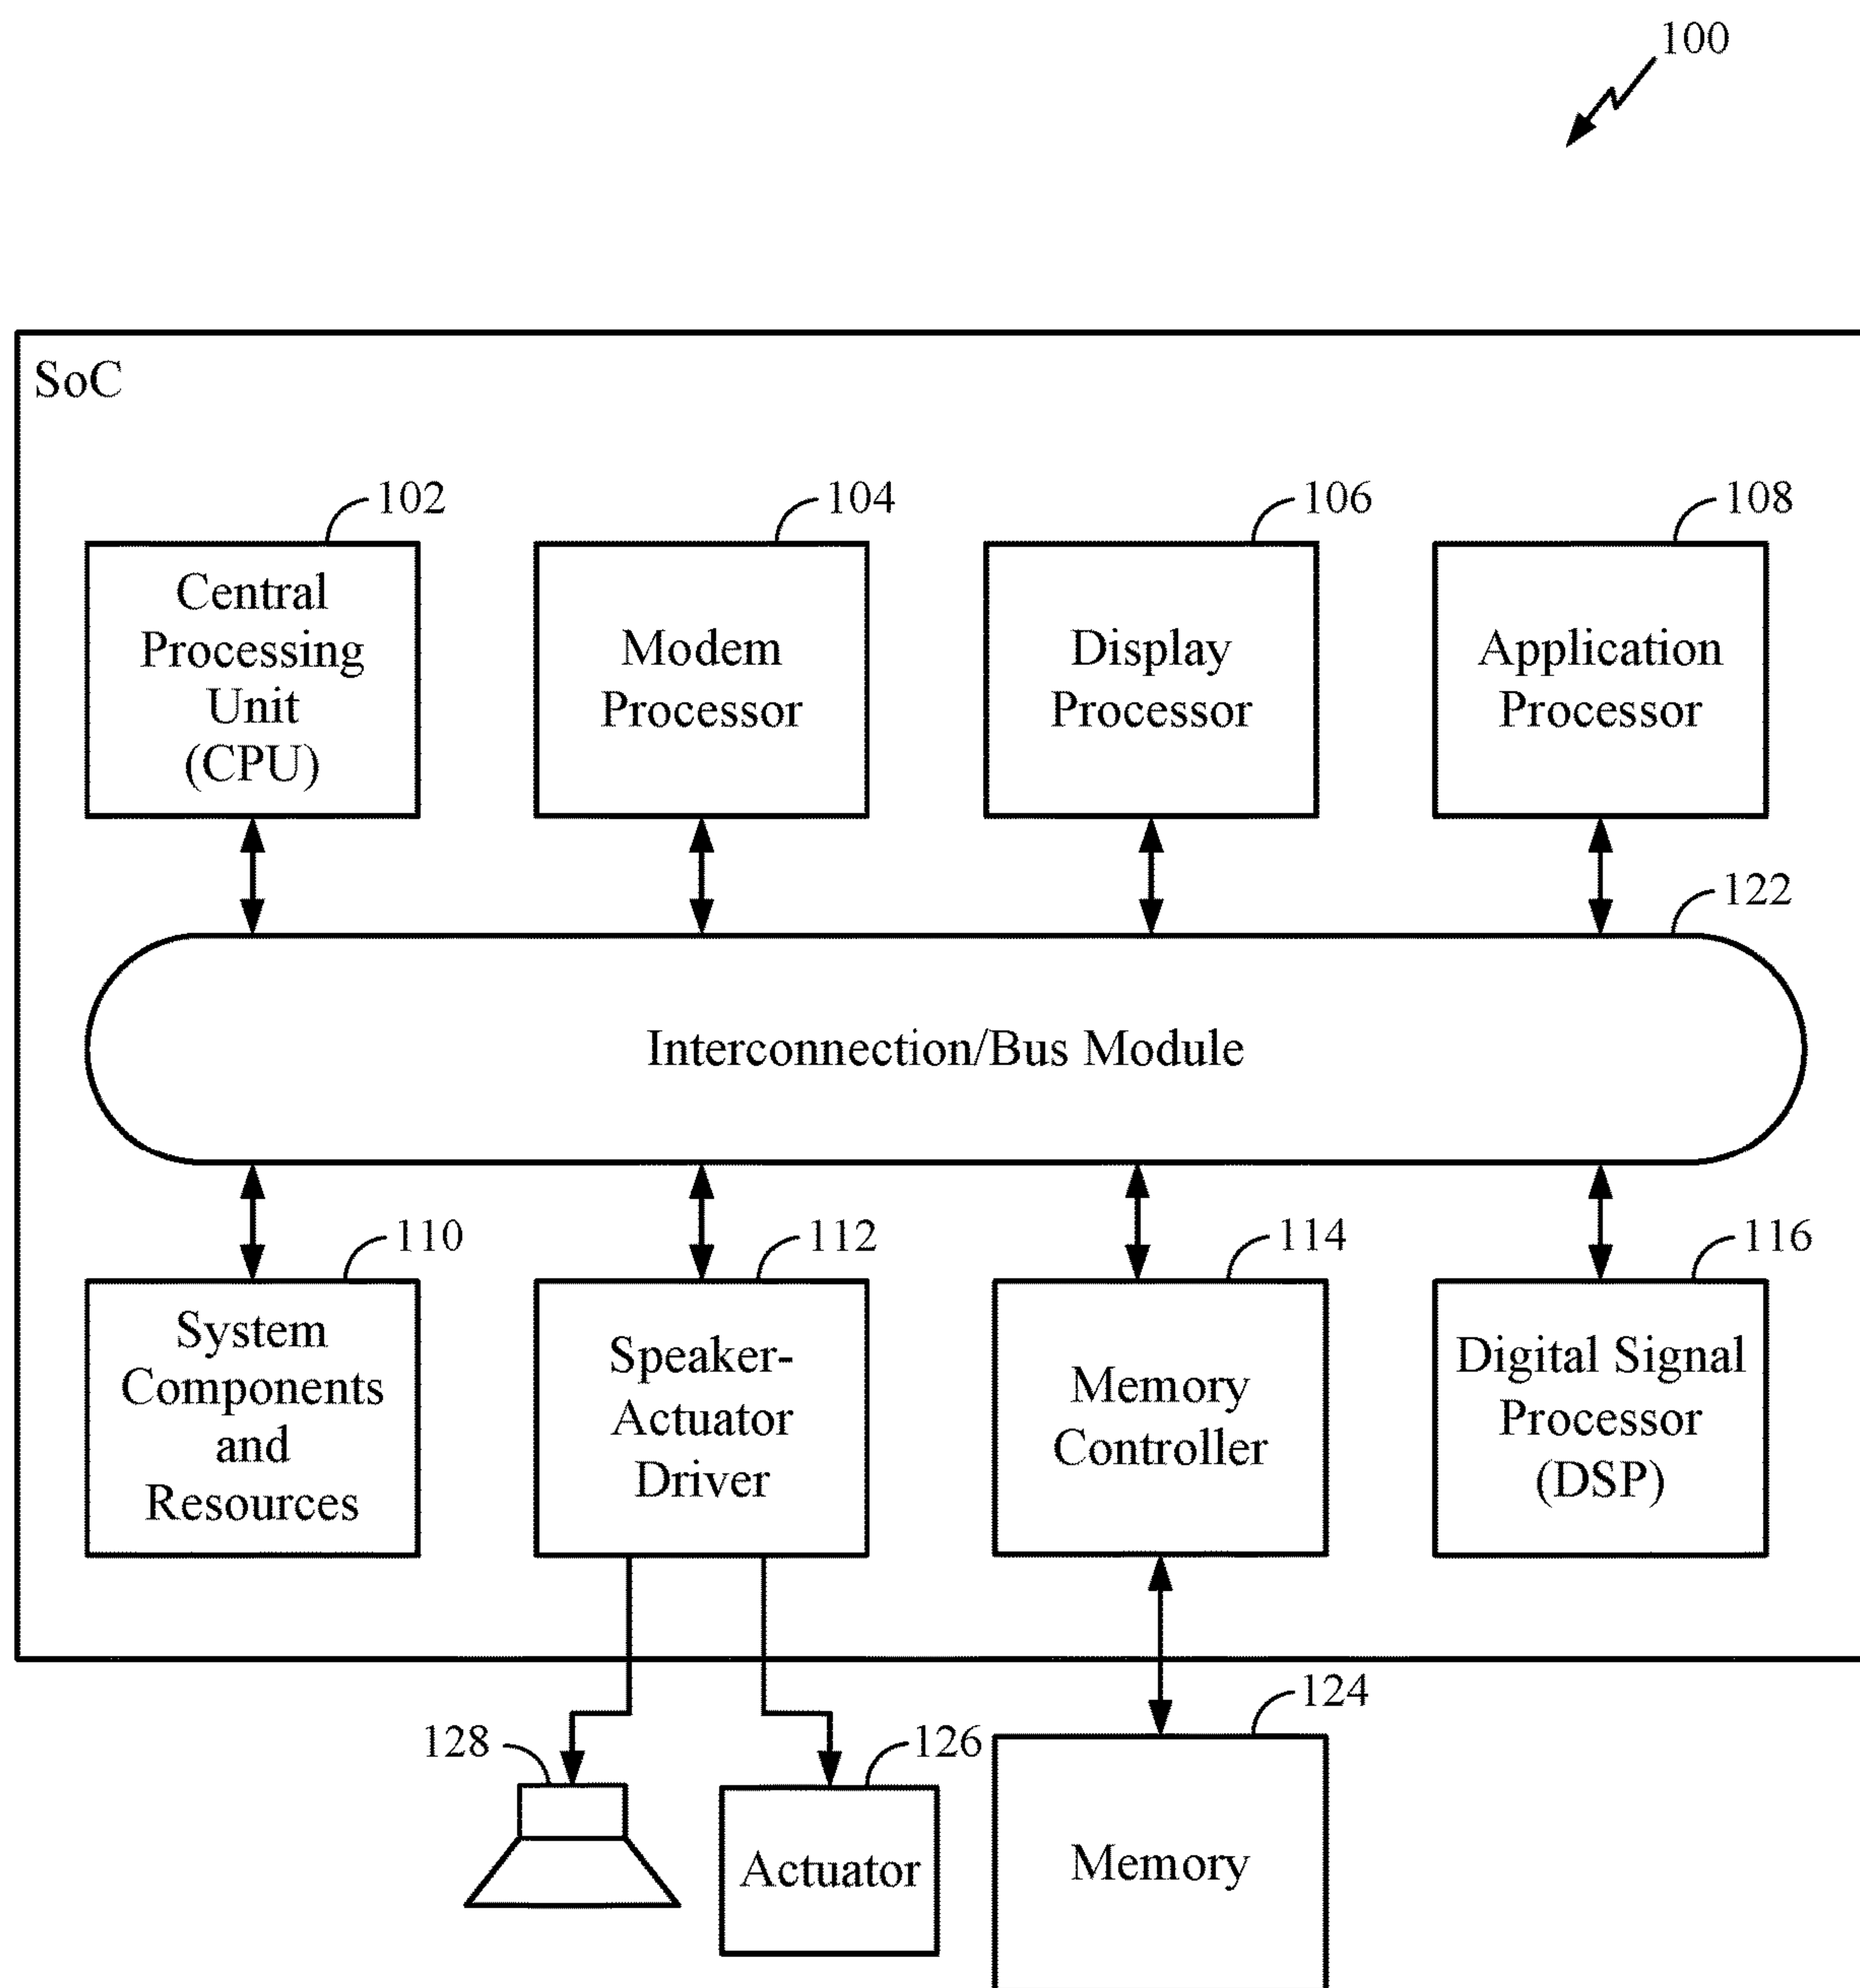 100
SoC
102
104
106
108
Central
Processing
Unit
(CPU)
Modem
Processor
Display
Processor
Application
Processor
122
Interconnection/Bus Module
110
112
114
116
System
Components
and
Resources
Speaker-
Actuator
Driver
Memory
Controller
Digital Signal
Processor
(DSP)
128
126
124
Actuator
Memory